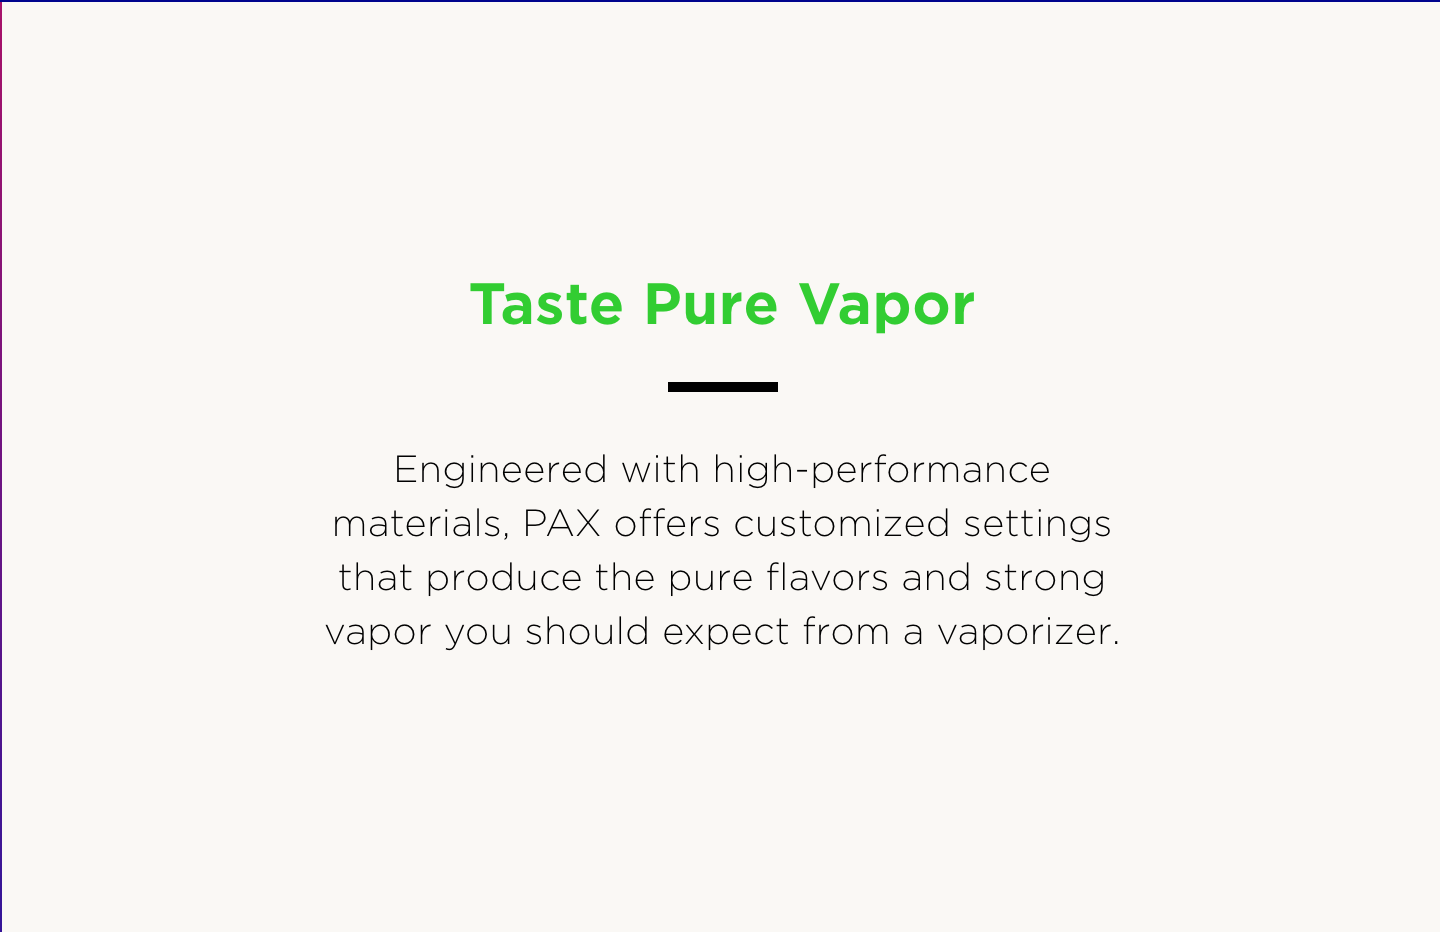 Taste Pure Vapor
Engineered with high-performance
materials, PAX offers customized settings
that produce the pure flavors and strong
vapor you should expect from a vaporizer.